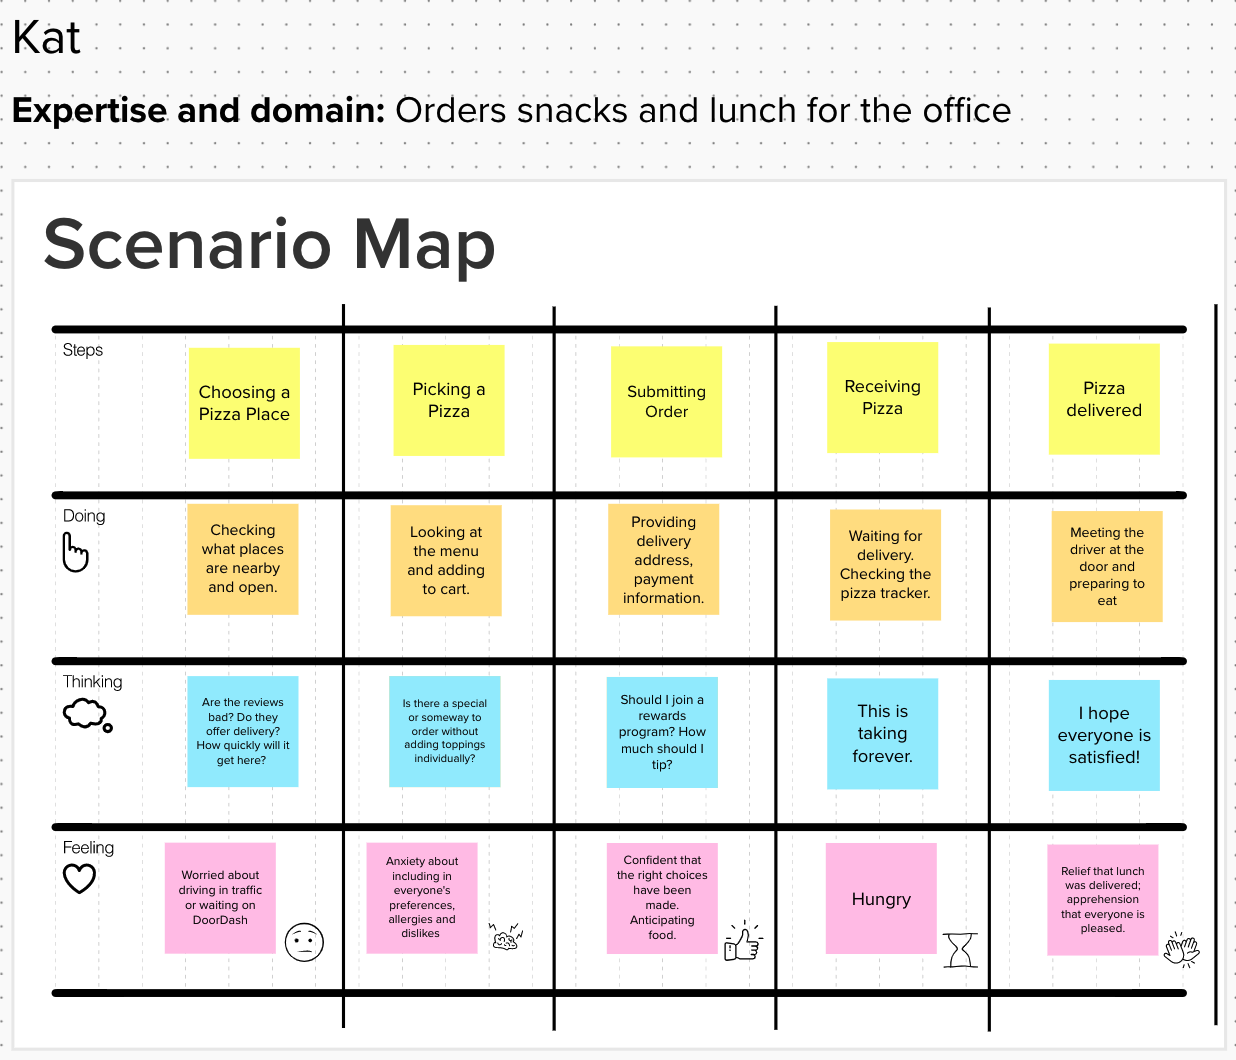 Kat
Expertise and domain: Orders snacks and lunch for the office
Scenario Map
Steps
Choosing a
Pizza Place
Picking a
Pizza
Submitting
Order
Receiving
Pizza
Pizza
delivered
Doing
Checking
what places
are nearby
and open.
Looking at
the menu
and adding
to cart.
Providing
delivery
address,
payment
information.
Waiting for
delivery.
Checking the
pizza tracker.
Meeting the
driver at the
door and
preparing to
eat
Thinking
Are the reviews
bad? Do they
offer delivery?
How quickly will it
get here?
Is there a special
or someway to
order without
adding toppings
individually?
Should I join a
rewards
program? How
much should I
tip?
This is
taking
forever.
I hope
everyone is
satisfied!
Feeling
Worried about
driving in traffic
or waiting on
DoorDash
Anxiety about
including in
everyone's
preferences,
allergies and
dislikes
Confident that
the right choices
have been
made.
Anticipating
food.
Hungry
Relief that lunch
was delivered;
apprehension
that everyone is
pleased.